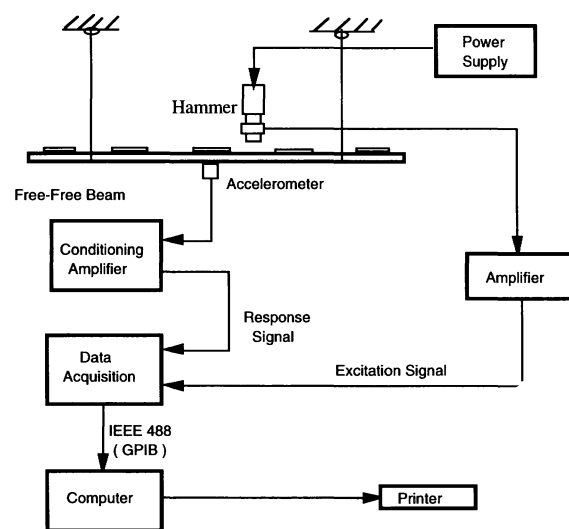 Power
Supply
Hammer
Accelerometer
Free-Free Beam
Conditioning
Amplifier
Amplifier
Response
Signal
Data
Acquisition
Excitation Signal
IEEE 488
( GPIB )
Computer
Printer